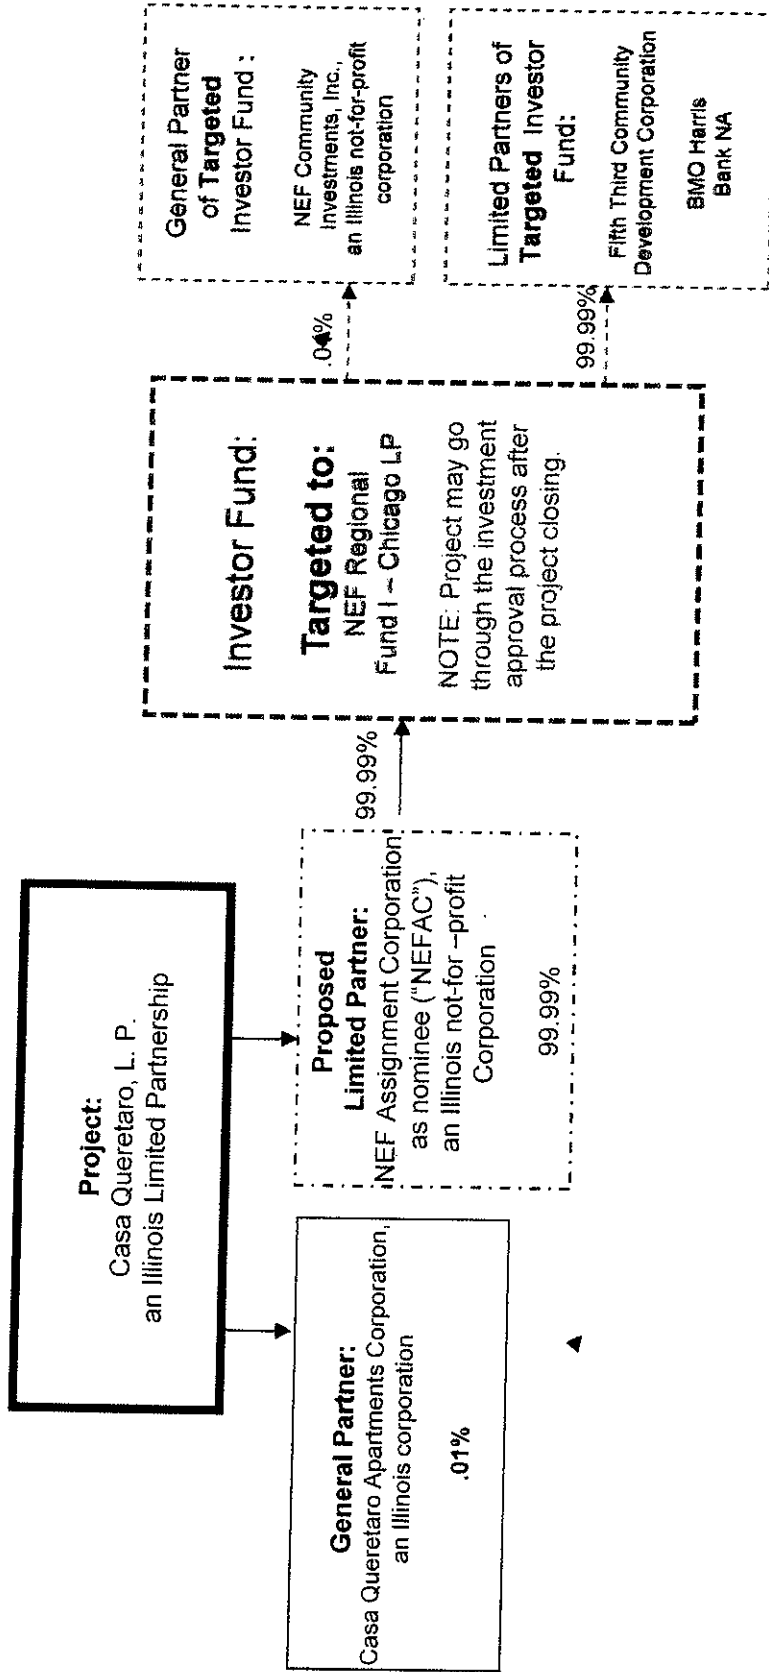 Project:
Casa Queretaro, L. P.
an Illinois Limited Partnership
General Partner:
Casa Queretaro Apartments Corporation,
an Illinois corporation
.01%
Proposed
Limited Partner:
NEF Assignment Corporation
as nominee ("NEFAC"),
an Illinois not-for –profit
Corporation
99.99%
99.99%
Investor Fund:
Targeted to:
NEF Regional
Fund I – Chicago LP
NOTE: Project may go
through the investment
approval process after
the project closing.
.01%
99.99%
General Partner
of Targeted
Investor Fund :
NEF Community
Investments, Inc.,
an Illinois not-for-profit
corporation
Limited Partners of
Targeted Investor
Fund:
Fifth Third Community
Development Corporation
BMO Harris
Bank NA